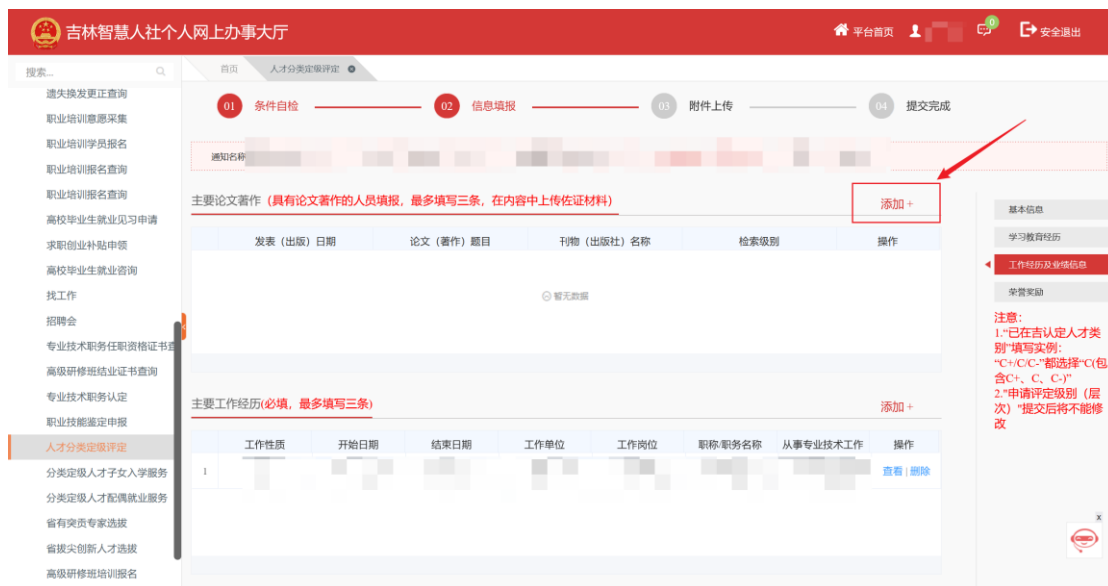 吉林智慧人社个人网上办事大厅
平台首页
0
安全退出
搜索...
首页
人才分类定级评定
遗失换发更正查询
职业培训意愿采集
职业培训学员报名
职业培训报名查询
职业培训报名查询
高校毕业生就业见习申请
求职创业补贴申领
高校毕业生就业咨询
找工作
招聘会
专业技术职务任职资格证书查
高级研修班结业证书查询
专业技术职务认定
职业技能鉴定申报
人才分类定级评定
分类定级人才子女入学服务
分类定级人才配偶就业服务
省有突贡专家选拔
省拔尖创新人才选拔
高级研修班培训报名
01 条件自检
02 信息填报
03 附件上传
04 提交完成
通知名称
主要论文著作（具有论文著作的人员填报，最多填写三条，在内容中上传佐证材料） 添加 +
发表（出版）日期 论文（著作）题目 刊物（出版社）名称 检索级别 操作
暂无数据
主要工作经历(必填，最多填写三条) 添加 +
工作性质 开始日期 结束日期 工作单位 工作岗位 职称/职务名称 从事专业技术工作 操作
1 查看 | 删除
基本信息
学习教育经历
工作经历及业绩信息
荣誉奖励
注意：
1.“已在吉认定人才类
别”填写实例：
“C+/C/C-”都选择“C(包
含C+、C、C-)”
2.”申请评定级别（层
次）”提交后将不能修
改
x